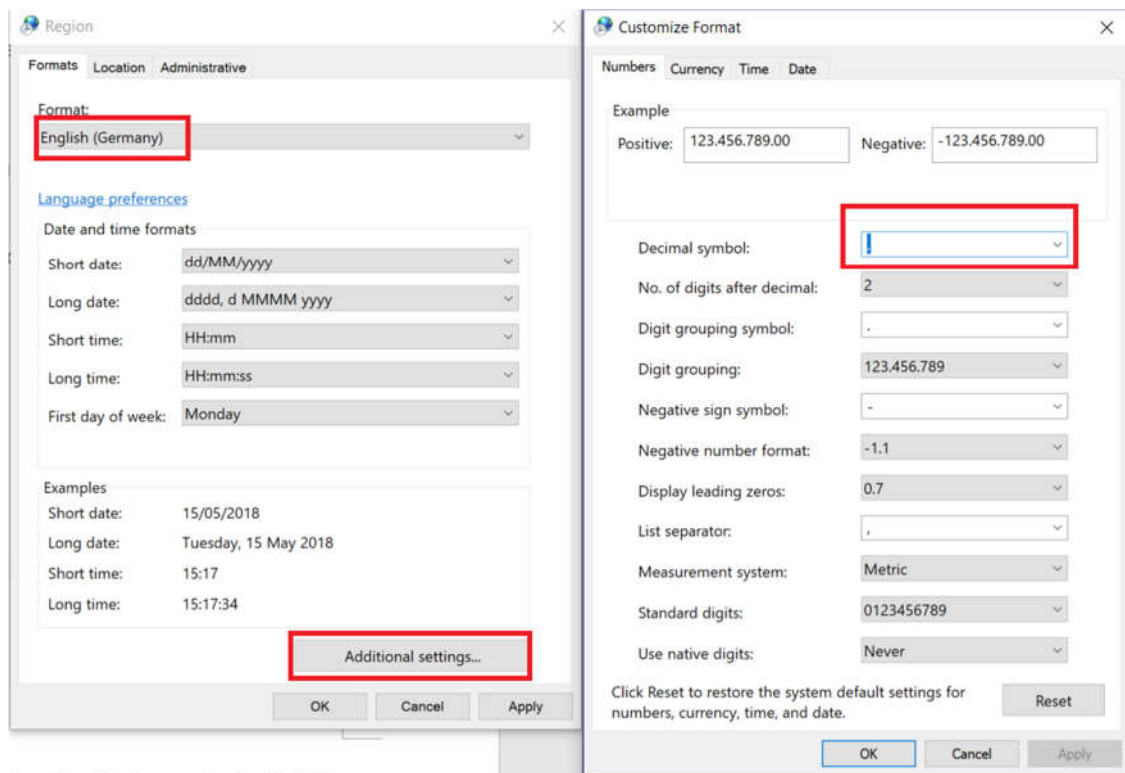 Region
Formats Location Administrative
Format:
English (Germany)
Language preferences
Date and time formats
Short date: dd/MM/yyyy
Long date: dddd, d MMMM yyyy
Short time: HH:mm
Long time: HH:mm:ss
First day of week: Monday
Examples
Short date: 15/05/2018
Long date: Tuesday, 15 May 2018
Short time: 15:17
Long time: 15:17:34
Additional settings...
OK Cancel Apply
Customize Format
Numbers Currency Time Date
Example
Positive: 123.456.789.00 Negative: -123.456.789.00
Decimal symbol: .
No. of digits after decimal: 2
Digit grouping symbol: .
Digit grouping: 123.456.789
Negative sign symbol: -
Negative number format: -1.1
Display leading zeros: 0.7
List separator: ,
Measurement system: Metric
Standard digits: 0123456789
Use native digits: Never
Click Reset to restore the system default settings for
numbers, currency, time, and date.
Reset
OK Cancel Apply